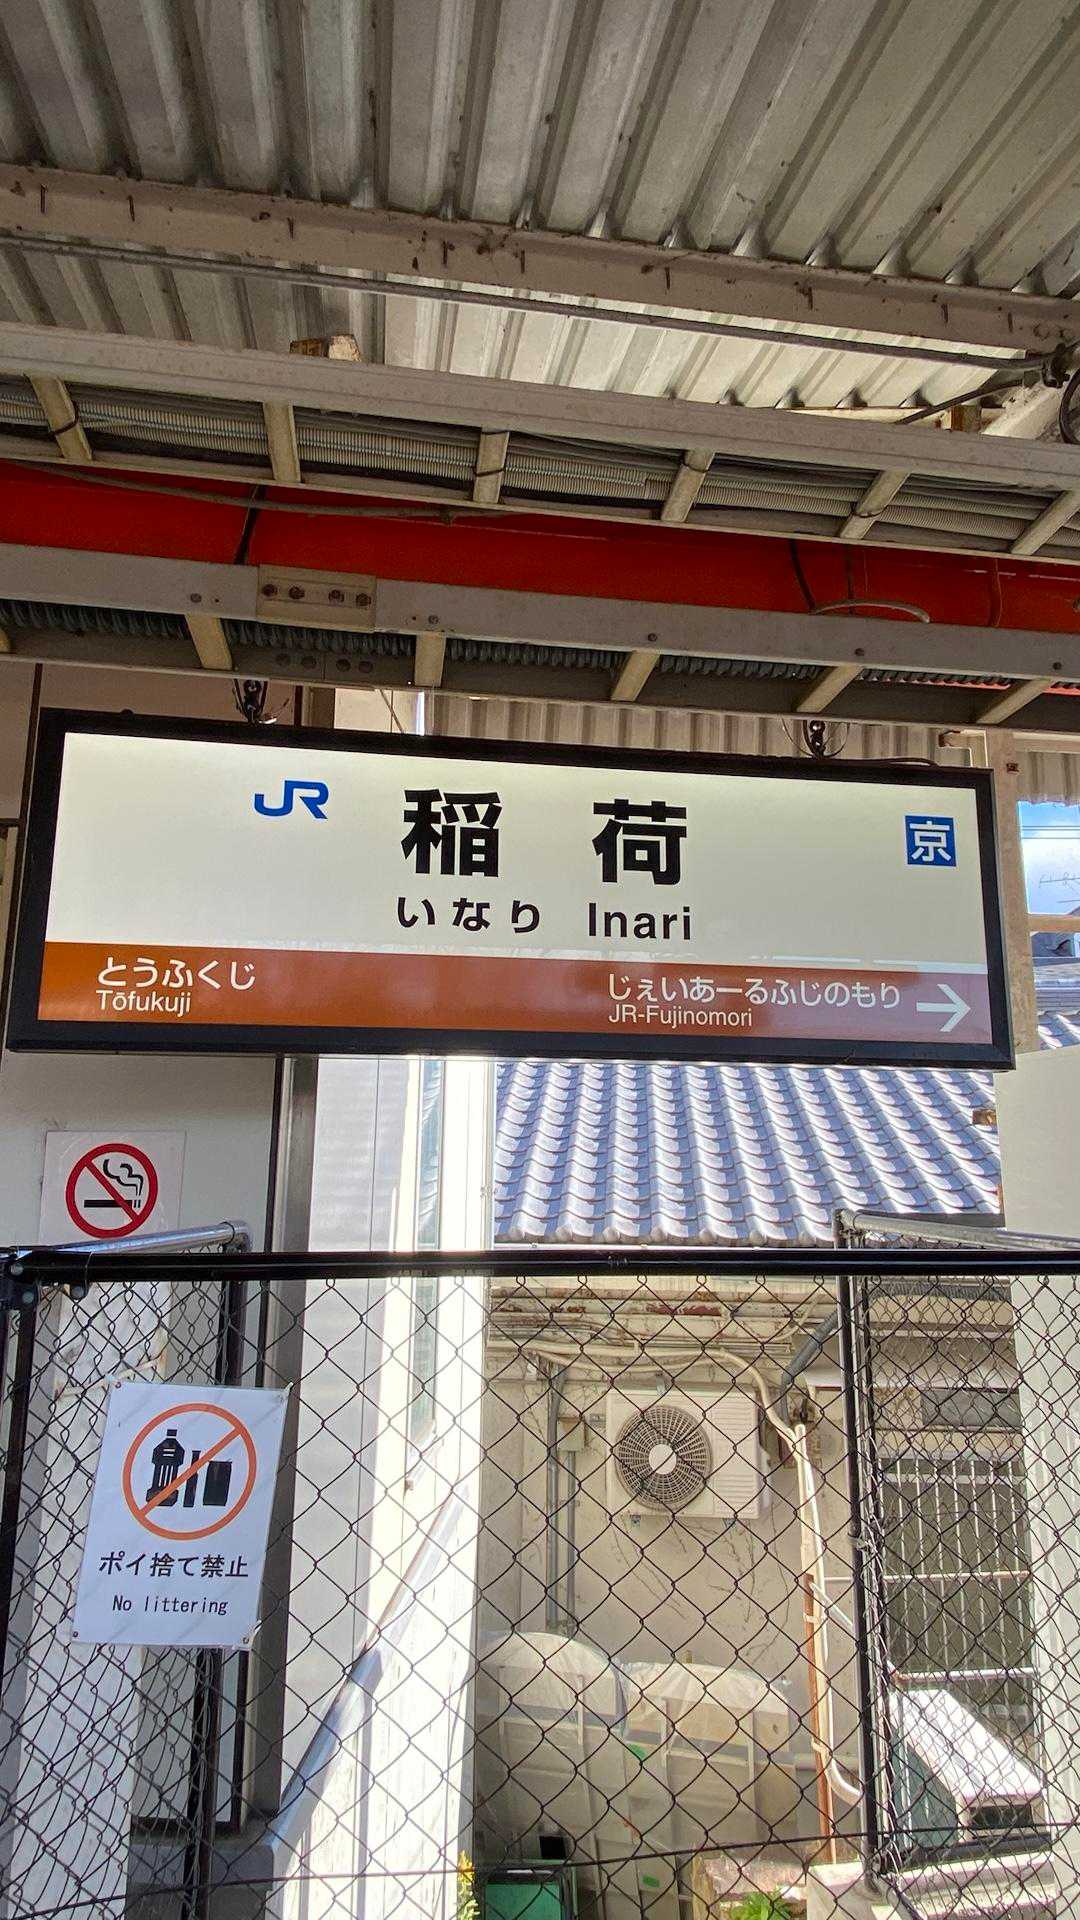 JR 稲荷 京
いなり Inari
とうふくじ
Tōfukuji
じぇいあーるふじのもり
JR-Fujinomori →
ポイ捨て禁止
No littering